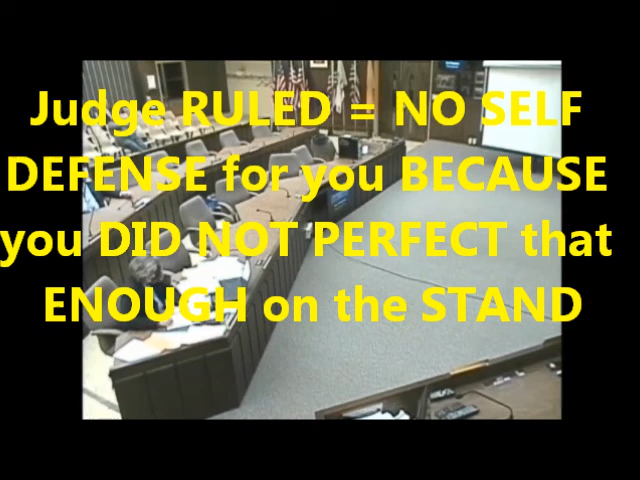 Judge RULED = NO SELF
DEFENSE for you BECAUSE
you DID NOT PERFECT that
ENOUGH on the STAND